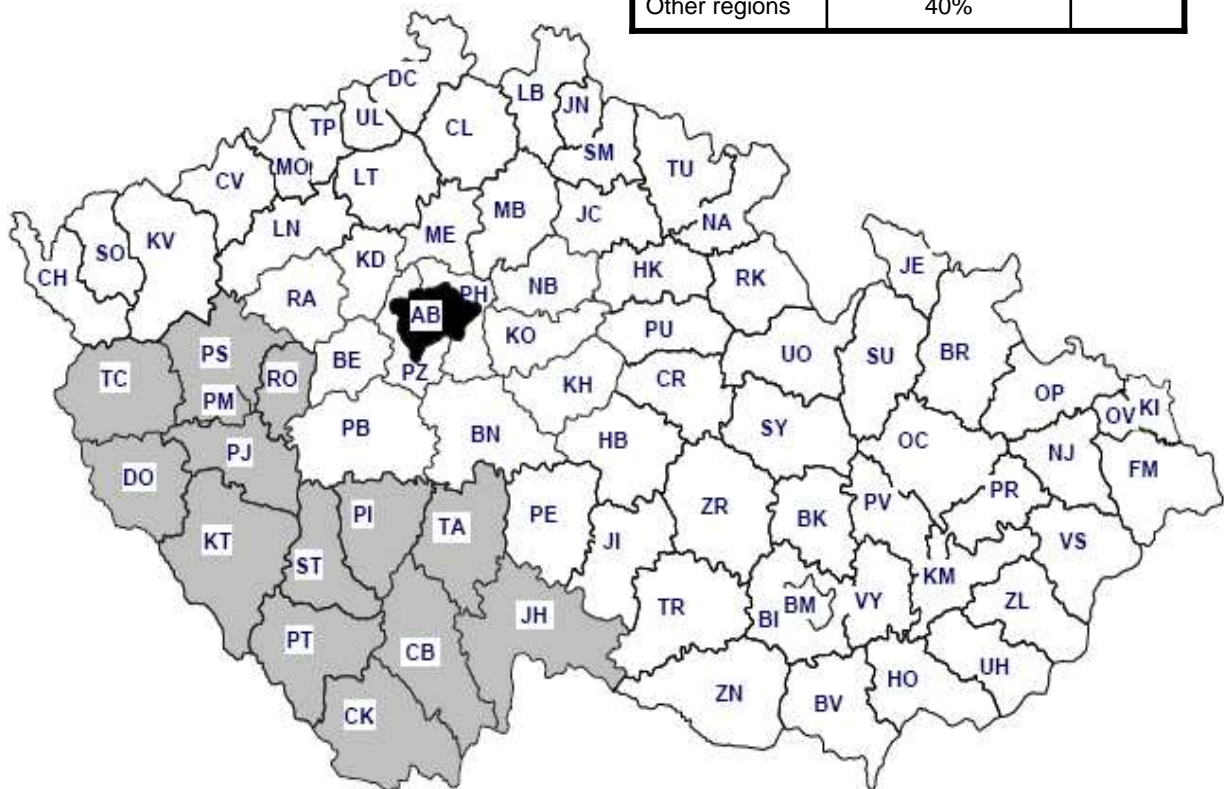 Other regions 40%
DC
LB
JN
TP
UL
CL
SM
MO
CV
LT
TU
MB
JC
NA
LN
ME
SO
KV
KD
CH
HK
RK
JE
RA
PH
NB
AB
KO
PU
UO
SU
BR
PS
BE
TC
RO
PZ
CR
KH
OP
PM
OV
KI
PB
BN
HB
SY
OC
PJ
NJ
FM
DO
PR
PI
TA
PE
ZR
BK
PV
KT
JI
VS
ST
KM
TR
BI
BM
VY
ZL
JH
PT
CB
UH
HO
ZN
BV
CK